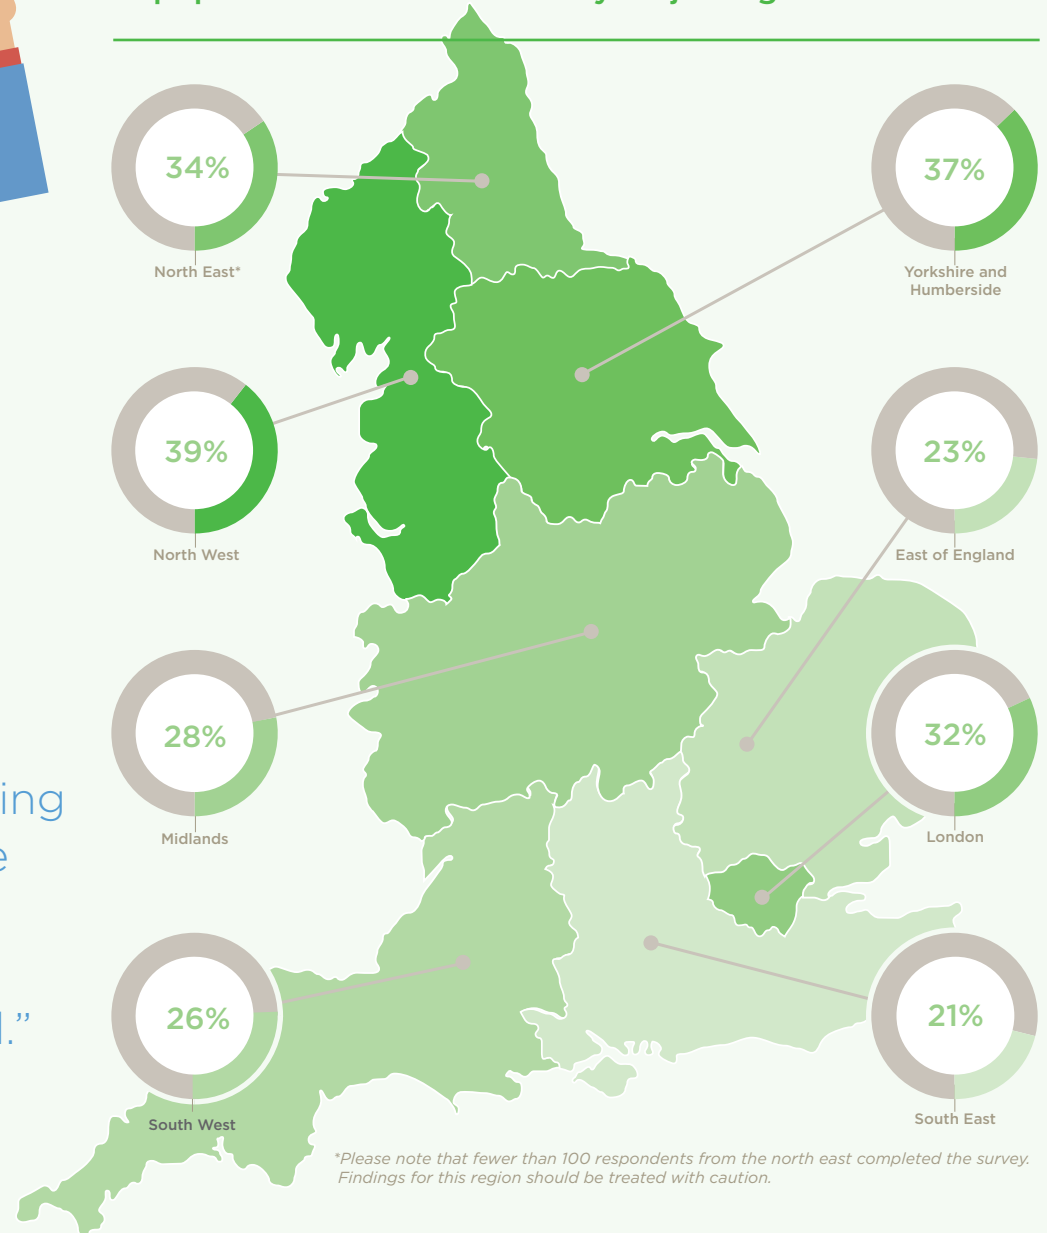 34%
North East*
37%
Yorkshire and
Humberside
39%
North West
23%
East of England
28%
Midlands
32%
London
ing
e
26%
South West
21%
South East
.”
*Please note that fewer than 100 respondents from the north east completed the survey.
Findings for this region should be treated with caution.